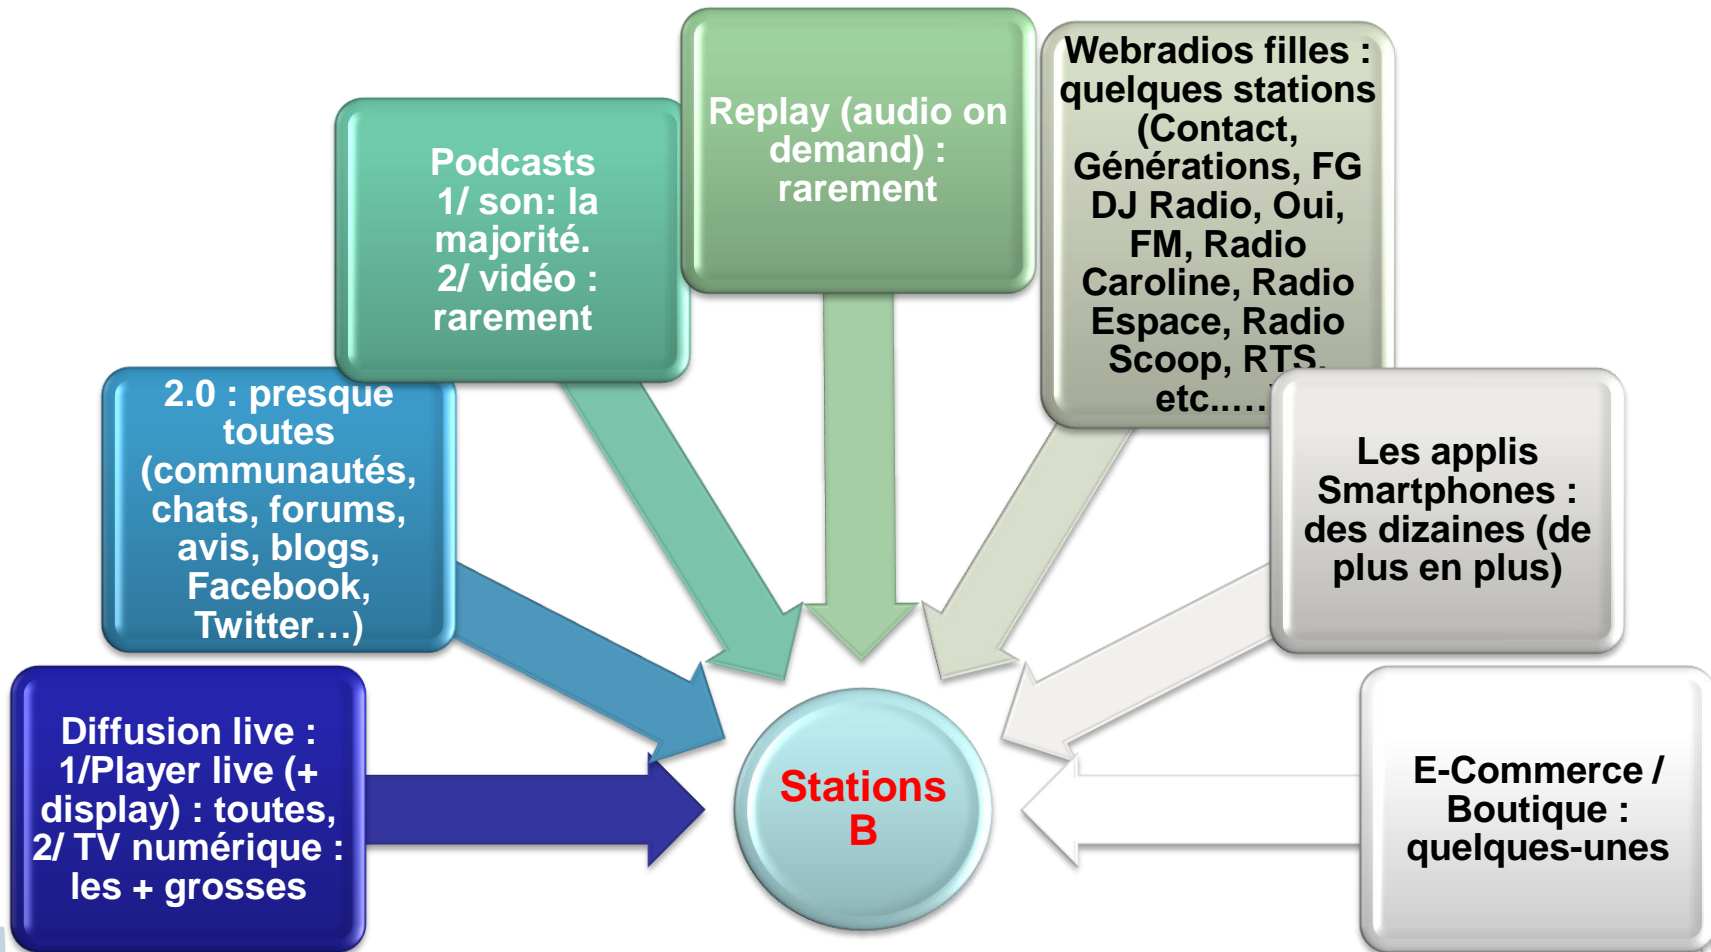 Diffusion live :
1/Player live (+
display) : toutes,
2/ TV numérique :
les + grosses
2.0 : presque
toutes
(communautés,
chats, forums,
avis, blogs,
Facebook,
Twitter…)
Podcasts
1/ son: la
majorité.
2/ vidéo :
rarement
Replay (audio on
demand) :
rarement
Webradios filles :
quelques stations
(Contact,
Générations, FG
DJ Radio, Oui,
FM, Radio
Caroline, Radio
Espace, Radio
Scoop, RTS,
etc..…)
Les applis
Smartphones :
des dizaines (de
plus en plus)
E-Commerce /
Boutique :
quelques-unes
Stations
B